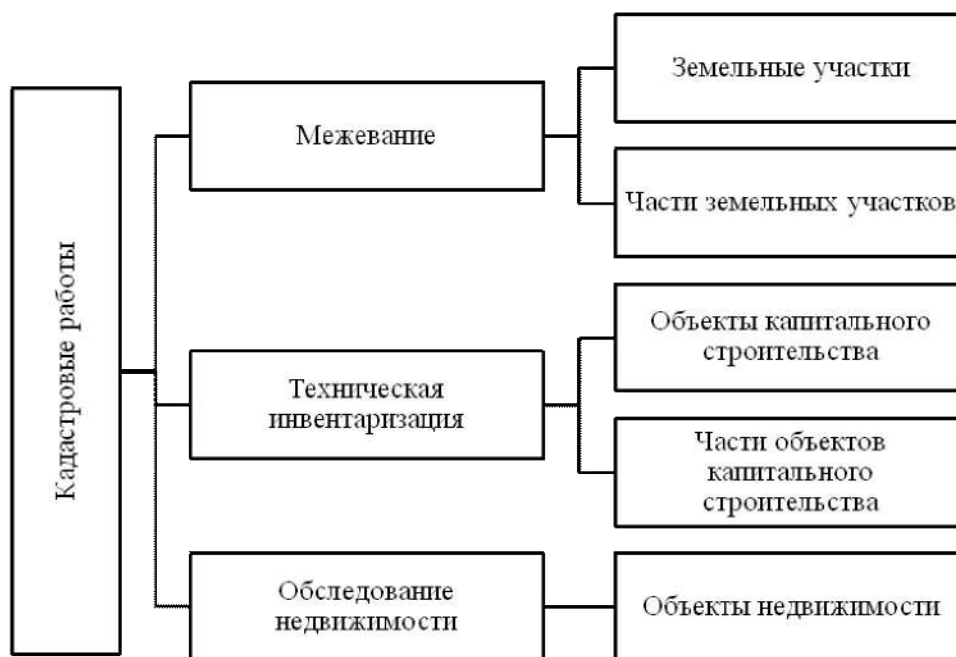 Кадастровые работы
Межевание
Земельные участки
Части земельных участков
Техническая
инвентаризация
Объекты капитального
строительства
Части объектов
капитального
строительства
Обследование
недвижимости
Объекты недвижимости